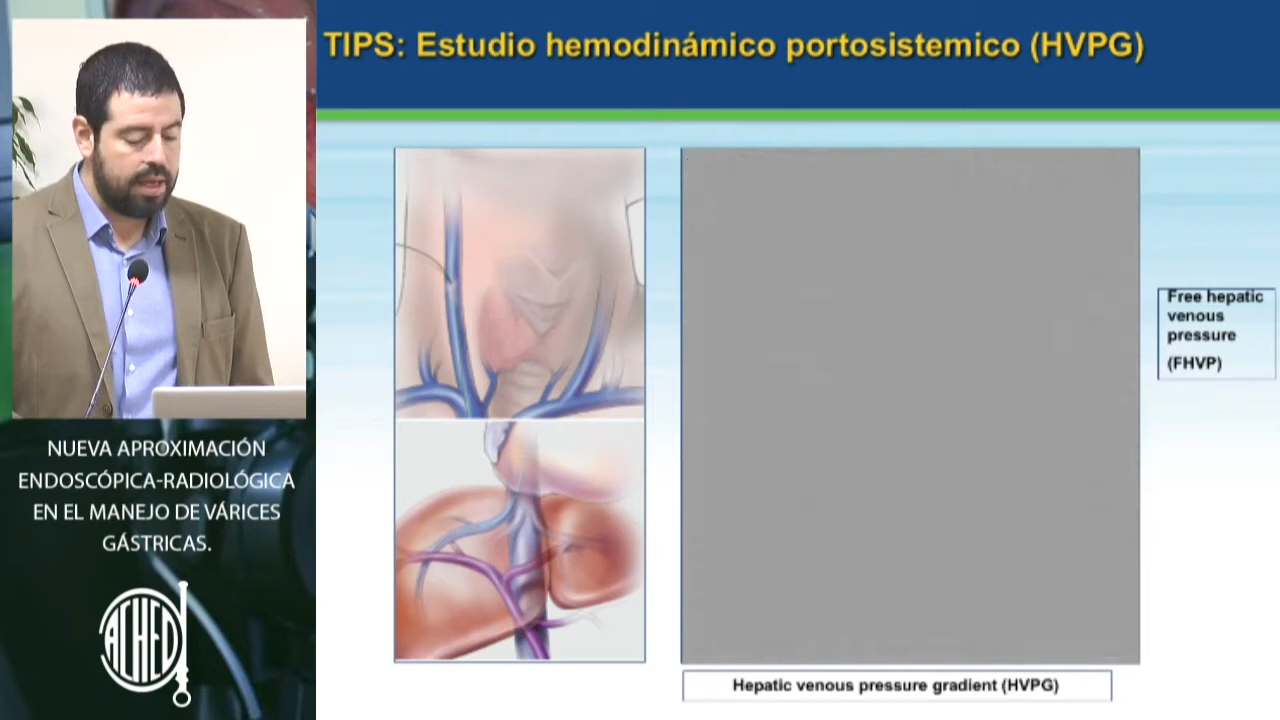 TIPS: Estudio hemodinámico portosistemico (HVPG)
Free hepatic
venous
pressure
(FHVP)
Hepatic venous pressure gradient (HVPG)
NUEVA APROXIMACIÓN
ENDOSCÓPICA-RADIOLÓGICA
EN EL MANEJO DE VÁRICES
GÁSTRICAS.
ACHED